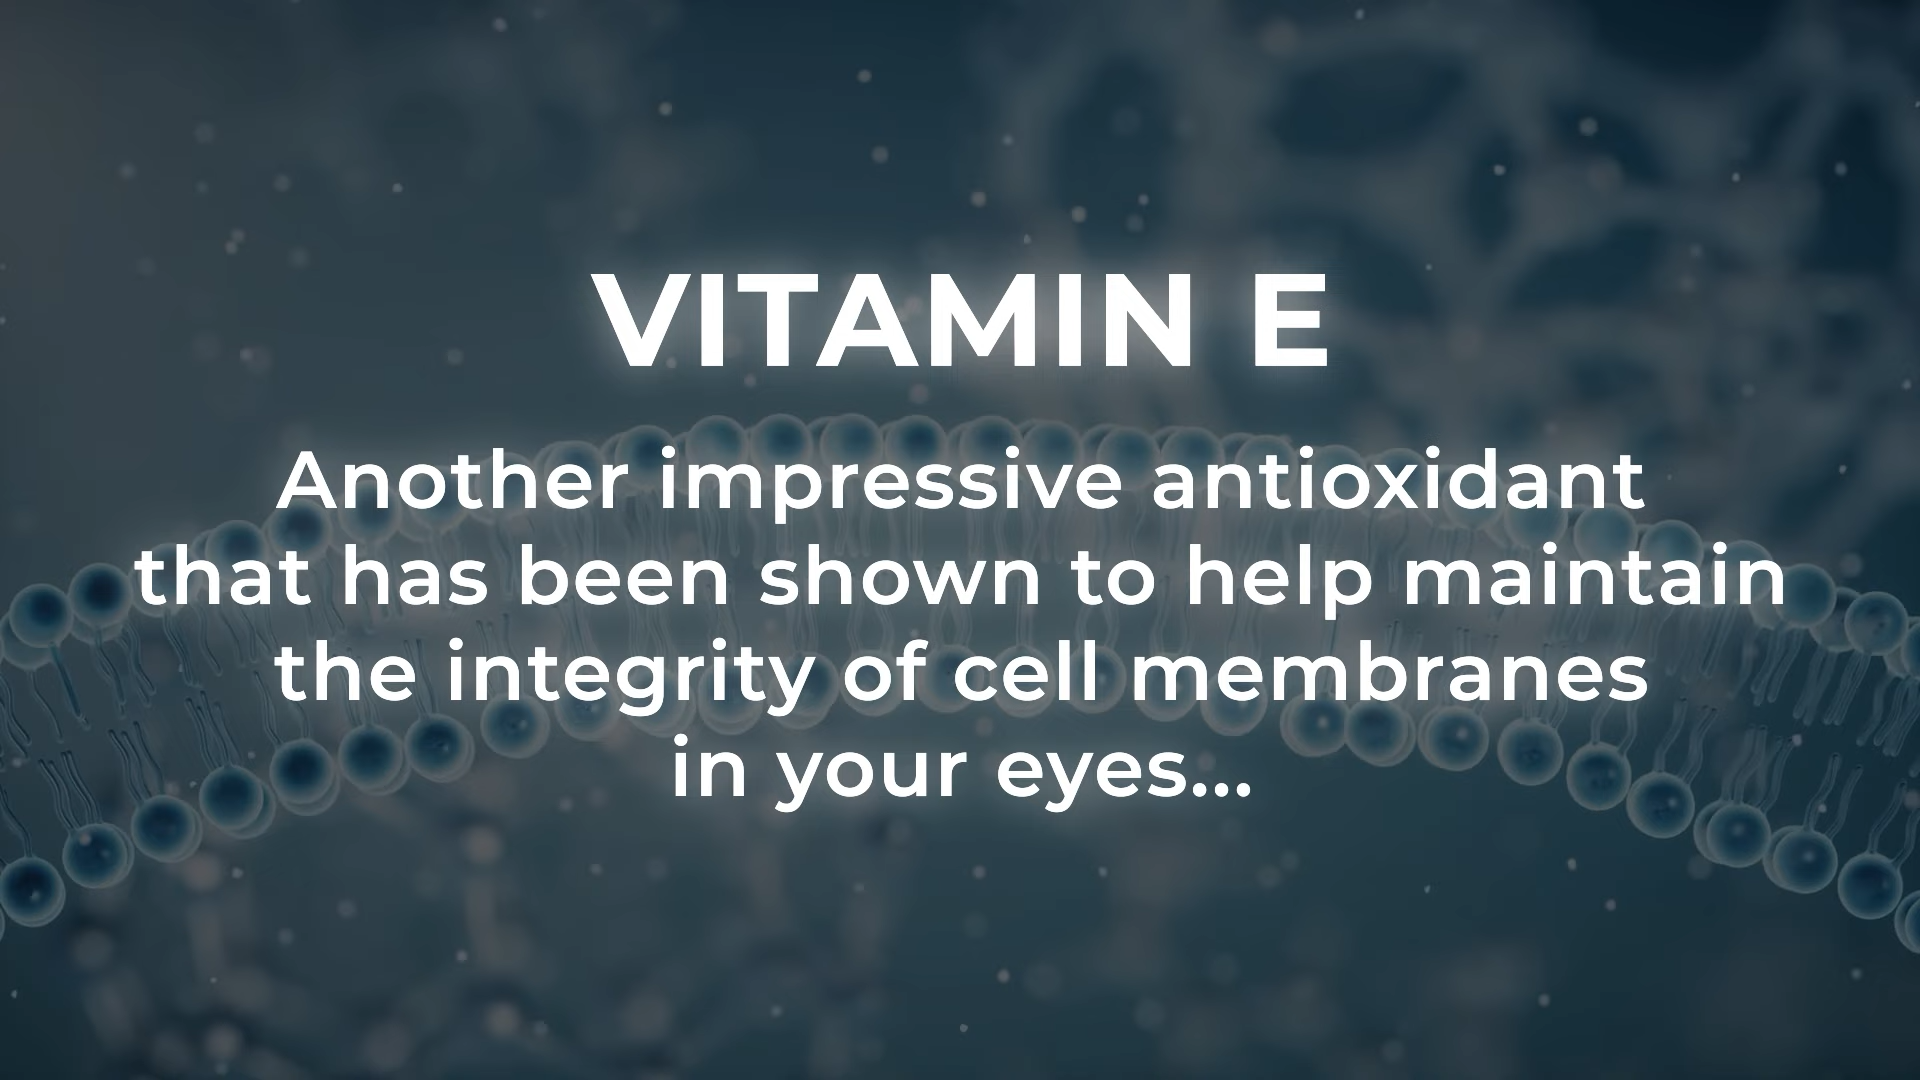 VITAMIN E
Another impressive antioxidant
that has been shown to help maintain
the integrity of cell membranes
in your eyes...